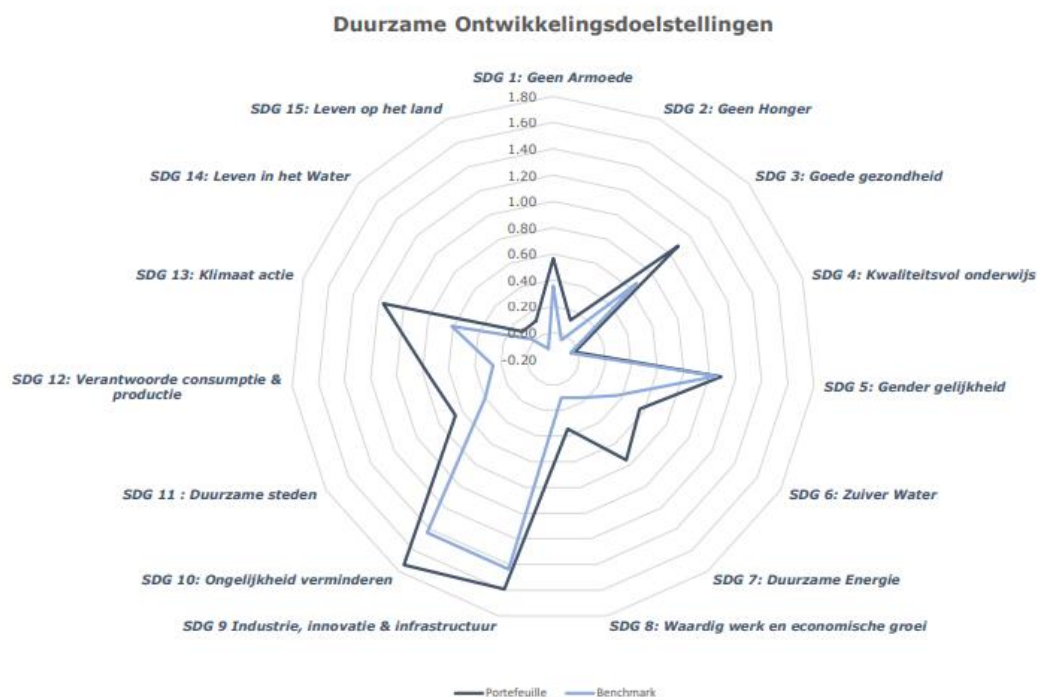 Duurzame Ontwikkelingsdoelstellingen
SDG 1: Geen Armoede
SDG 2: Geen Honger
SDG 3: Goede gezondheid
SDG 4: Kwaliteitsvol onderwijs
SDG 5: Gender gelijkheid
SDG 6: Zuiver Water
SDG 7: Duurzame Energie
SDG 8: Waardig werk en economische groei
SDG 9 Industrie, innovatie & infrastructuur
SDG 10: Ongelijkheid verminderen
SDG 11 : Duurzame steden
SDG 12: Verantwoorde consumptie &
productie
SDG 13: Klimaat actie
SDG 14: Leven in het Water
SDG 15: Leven op het land
1.80
1.60
1.40
1.20
1.00
0.80
0.60
0.40
0.20
0.00
-0.20
Portefeuille
Benchmark